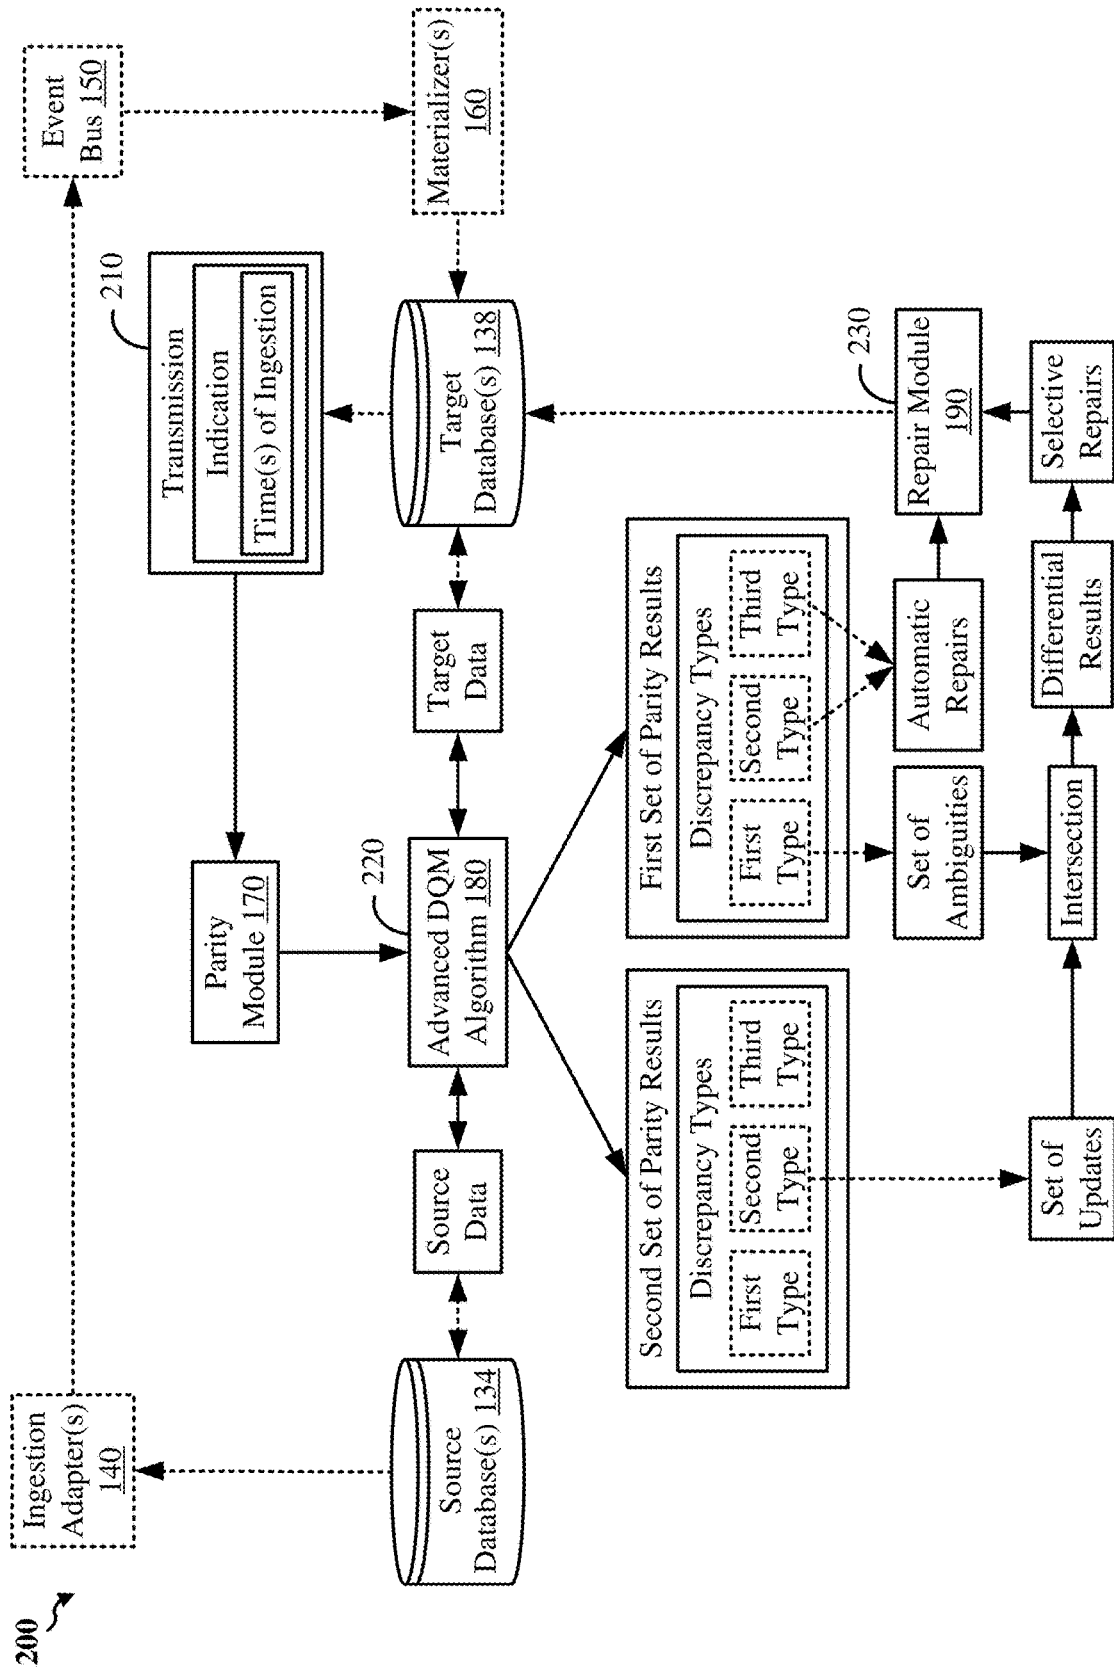 200
Ingestion
Adapter(s)
140
Event
Bus 150
Transmission
Indication
Time(s) of Ingestion
210
Parity
Module 170
Materializer(s)
160
Source
Database(s) 134
Source
Data
Advanced DQM
Algorithm 180
220
Target
Data
Target
Database(s) 138
Second Set of Parity Results
Discrepancy Types
First
Type
Second
Type
Third
Type
First Set of Parity Results
Discrepancy Types
First
Type
Second
Type
Third
Type
Set of
Ambiguities
Automatic
Repairs
Repair Module
190
230
Set of
Updates
Intersection
Differential
Results
Selective
Repairs